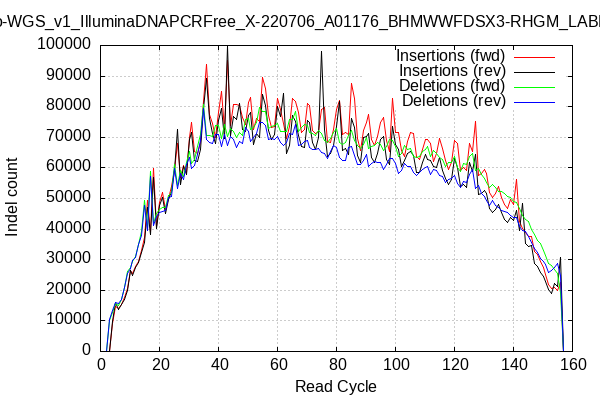 o-WGS_v1_IlluminaDNAPCRFree_X-220706_A01176_BHMWWFDSX3-RHGM_LABI
Insertions (fwd)
Insertions (rev)
Deletions (fwd)
Deletions (rev)
100000
90000
80000
70000
60000
50000
40000
30000
20000
10000
0
Indel count
0 20 40 60 80 100 120 140 160
Read Cycle